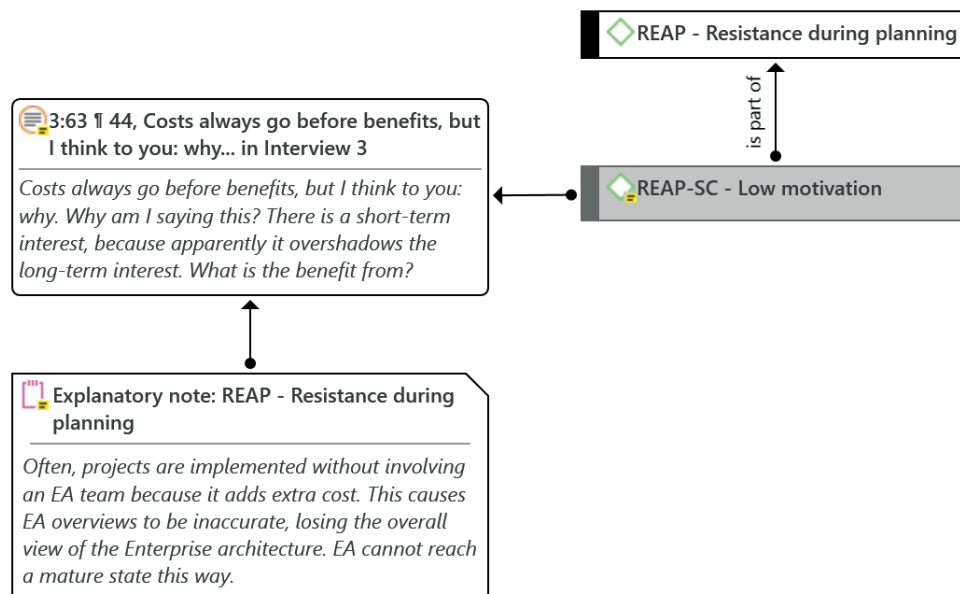 REAP - Resistance during planning
is part of
REAP-SC - Low motivation
3:63 ¶ 44, Costs always go before benefits, but
I think to you: why... in Interview 3
Costs always go before benefits, but I think to you:
why. Why am I saying this? There is a short-term
interest, because apparently it overshadows the
long-term interest. What is the benefit from?
Explanatory note: REAP - Resistance during
planning
Often, projects are implemented without involving
an EA team because it adds extra cost. This causes
EA overviews to be inaccurate, losing the overall
view of the Enterprise architecture. EA cannot reach
a mature state this way.